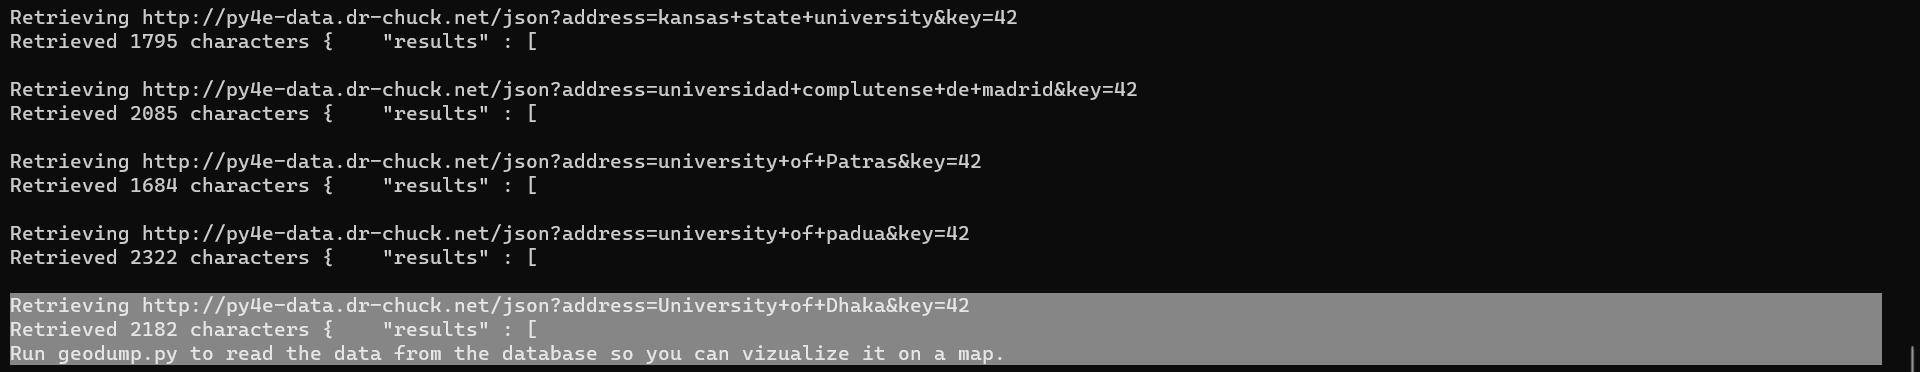 Retrieving http://py4e-data.dr-chuck.net/json?address=kansas+state+university&key=42
Retrieved 1795 characters {    "results" : [
Retrieving http://py4e-data.dr-chuck.net/json?address=universidad+complutense+de+madrid&key=42
Retrieved 2085 characters {    "results" : [
Retrieving http://py4e-data.dr-chuck.net/json?address=university+of+Patras&key=42
Retrieved 1684 characters {    "results" : [
Retrieving http://py4e-data.dr-chuck.net/json?address=university+of+padua&key=42
Retrieved 2322 characters {    "results" : [
Retrieving http://py4e-data.dr-chuck.net/json?address=University+of+Dhaka&key=42
Retrieved 2182 characters {    "results" : [
Run geodump.py to read the data from the database so you can vizualize it on a map.